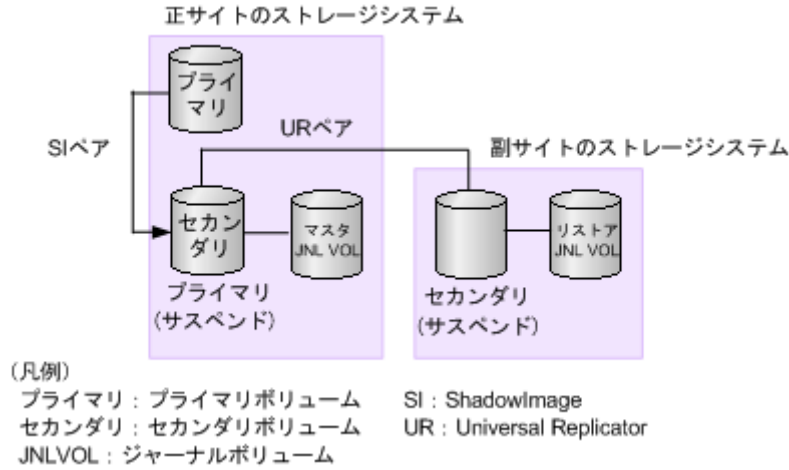 正サイトのストレージシステム
プライ
マリ
SIペア
URペア
副サイトのストレージシステム
セカン
ダリ
マスタ
JNL VOL
リストア
JNL VOL
プライマリ
(サスペンド)
セカンダリ
(サスペンド)
(凡例)
プライマリ：プライマリボリューム
SI：ShadowImage
セカンダリ：セカンダリボリューム
UR：Universal Replicator
JNLVOL：ジャーナルボリューム